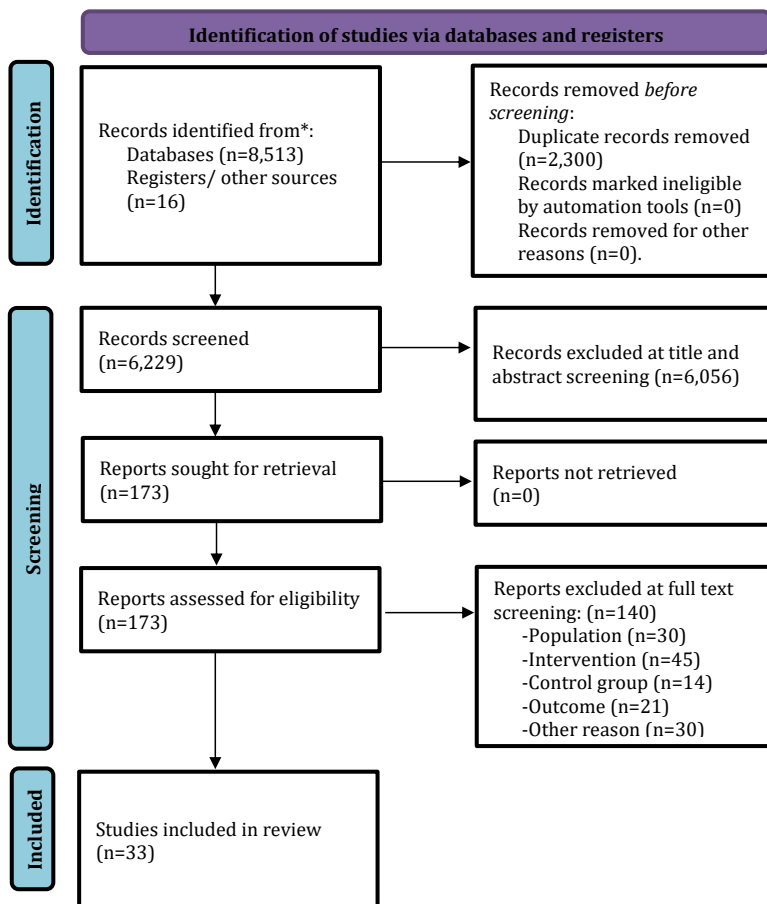 Identification of studies via databases and registers
Identification
Records identified from*:
Databases (n=8,513)
Registers/ other sources
(n=16)
Records removed before
screening:
Duplicate records removed
(n=2,300)
Records marked ineligible
by automation tools (n=0)
Records removed for other
reasons (n=0).
Screening
Records screened
(n=6,229)
Records excluded at title and
abstract screening (n=6,056)
Reports sought for retrieval
(n=173)
Reports not retrieved
(n=0)
Reports assessed for eligibility
(n=173)
Reports excluded at full text
screening: (n=140)
-Population (n=30)
-Intervention (n=45)
-Control group (n=14)
-Outcome (n=21)
-Other reason (n=30)
Included
Studies included in review
(n=33)